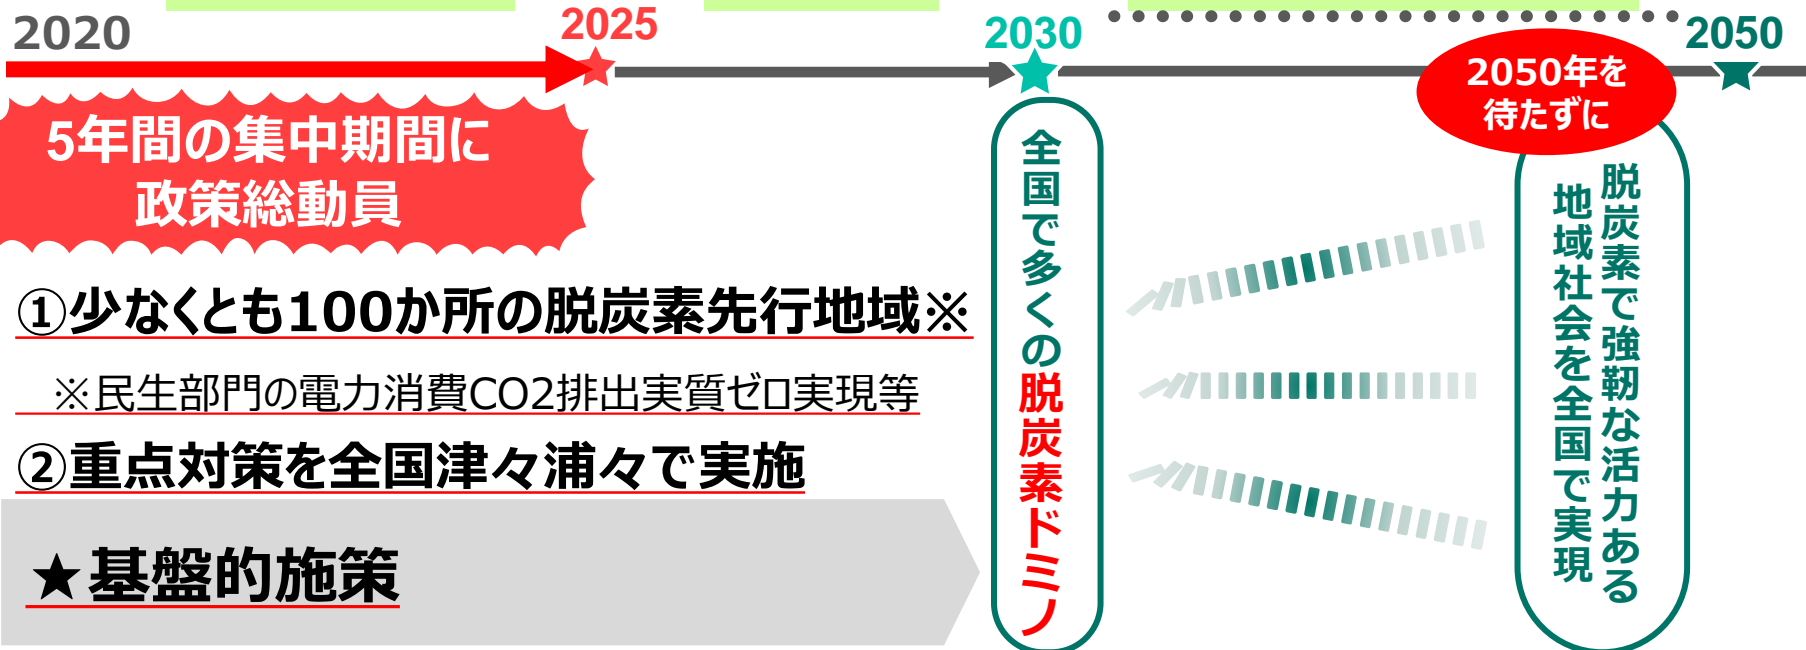 2020
2025
2030
2050
5年間の集中期間に
政策総動員
①少なくとも100か所の脱炭素先行地域※
※民生部門の電力消費CO2排出実質ゼロ実現等
②重点対策を全国津々浦々で実施
★基盤的施策
全国で多くの脱炭素ドミノ
2050年を
待たずに
脱炭素で強靭な活力ある
地域社会を全国で実現